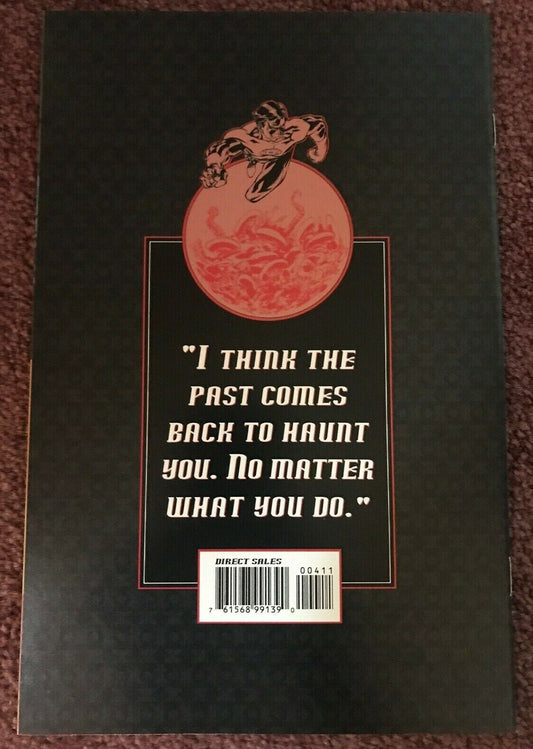 "I THINK THE
PAST COMES
BACK TO HAUNT
YOU. NO MATTER
WHAT YOU DO."
DIRECT SALES
00411
7 61568 99139 0